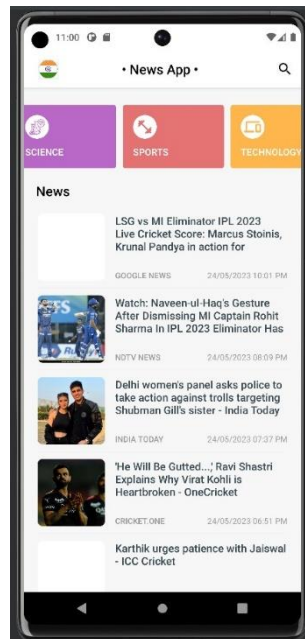 11:00
• News App •
SCIENCE
SPORTS
TECHNOLOGY
News
LSG vs MI Eliminator IPL 2023
Live Cricket Score: Marcus Stoinis,
Krunal Pandya in action for
GOOGLE NEWS 24/05/2023 10:01 PM
Watch: Naveen-ul-Haq's Gesture
After Dismissing MI Captain Rohit
Sharma In IPL 2023 Eliminator Has
NDTV NEWS 24/05/2023 08:09 PM
Delhi women's panel asks police to
take action against trolls targeting
Shubman Gill's sister - India Today
INDIA TODAY 24/05/2023 07:37 PM
'He Will Be Gutted...,' Ravi Shastri
Explains Why Virat Kohli is
Heartbroken - OneCricket
CRICKET.ONE 24/05/2023 06:51 PM
Karthik urges patience with Jaiswal
- ICC Cricket